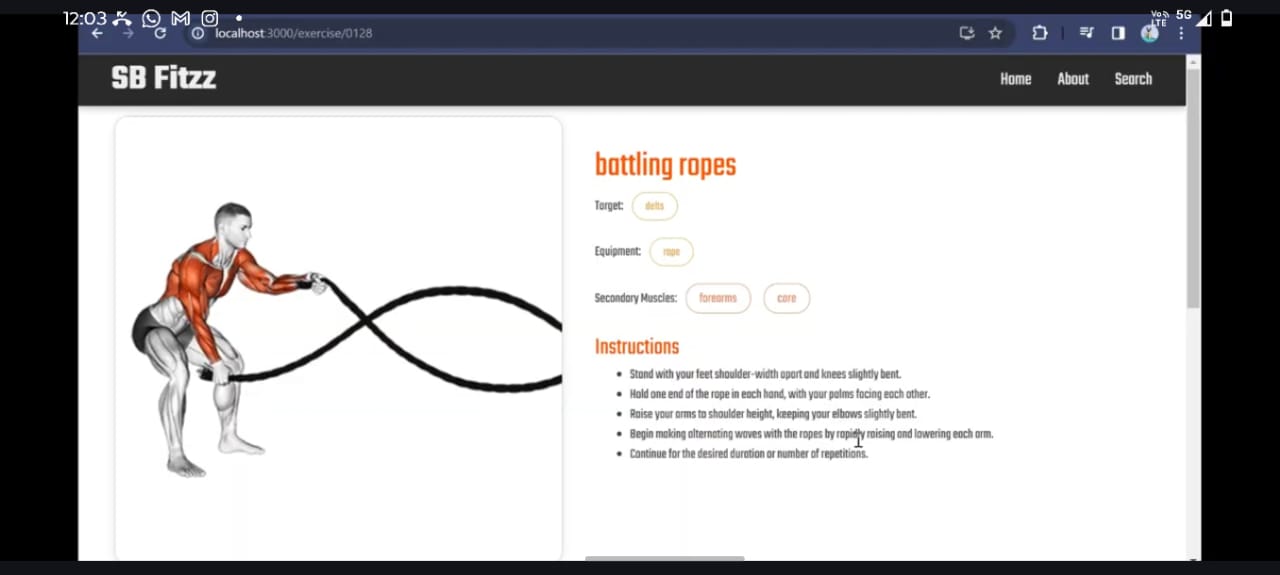 12:03
Vo))
LTE
5G
localhost:3000/exercise/0128
SB Fitzz
Home
About
Search
battling ropes
Target: delts
Equipment: rope
Secondary Muscles: forearms core
Instructions
• Stand with your feet shoulder-width apart and knees slightly bent.
• Hold one end of the rope in each hand, with your palms facing each other.
• Raise your arms to shoulder height, keeping your elbows slightly bent.
• Begin making alternating waves with the ropes by rapidly raising and lowering each arm.
• Continue for the desired duration or number of repetitions.